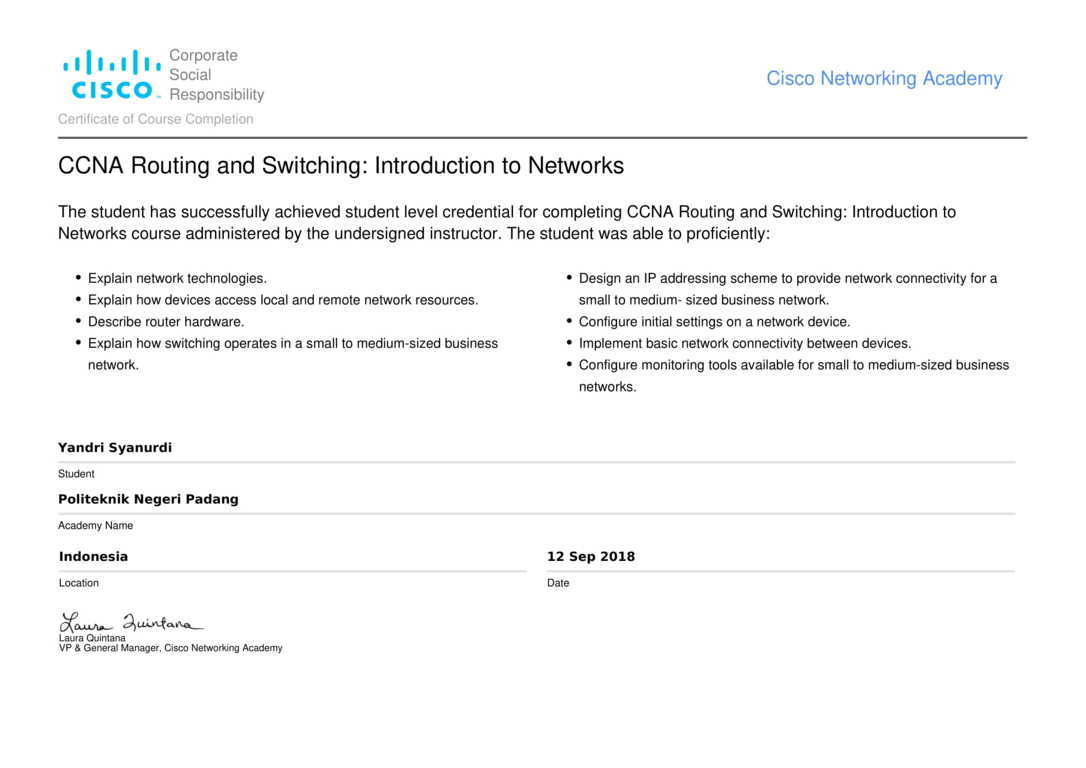 Corporate
Social
CISCO™ Responsibility
Cisco Networking Academy
Certificate of Course Completion
CCNA Routing and Switching: Introduction to Networks
The student has successfully achieved student level credential for completing CCNA Routing and Switching: Introduction to
Networks course administered by the undersigned instructor. The student was able to proficiently:
• Explain network technologies.
• Explain how devices access local and remote network resources.
• Describe router hardware.
• Explain how switching operates in a small to medium-sized business
network.
• Design an IP addressing scheme to provide network connectivity for a
small to medium- sized business network.
• Configure initial settings on a network device.
• Implement basic network connectivity between devices.
• Configure monitoring tools available for small to medium-sized business
networks.
Yandri Syanurdi
Student
Politeknik Negeri Padang
Academy Name
Indonesia
Location
12 Sep 2018
Date
Laura Quintana
Laura Quintana
VP & General Manager, Cisco Networking Academy